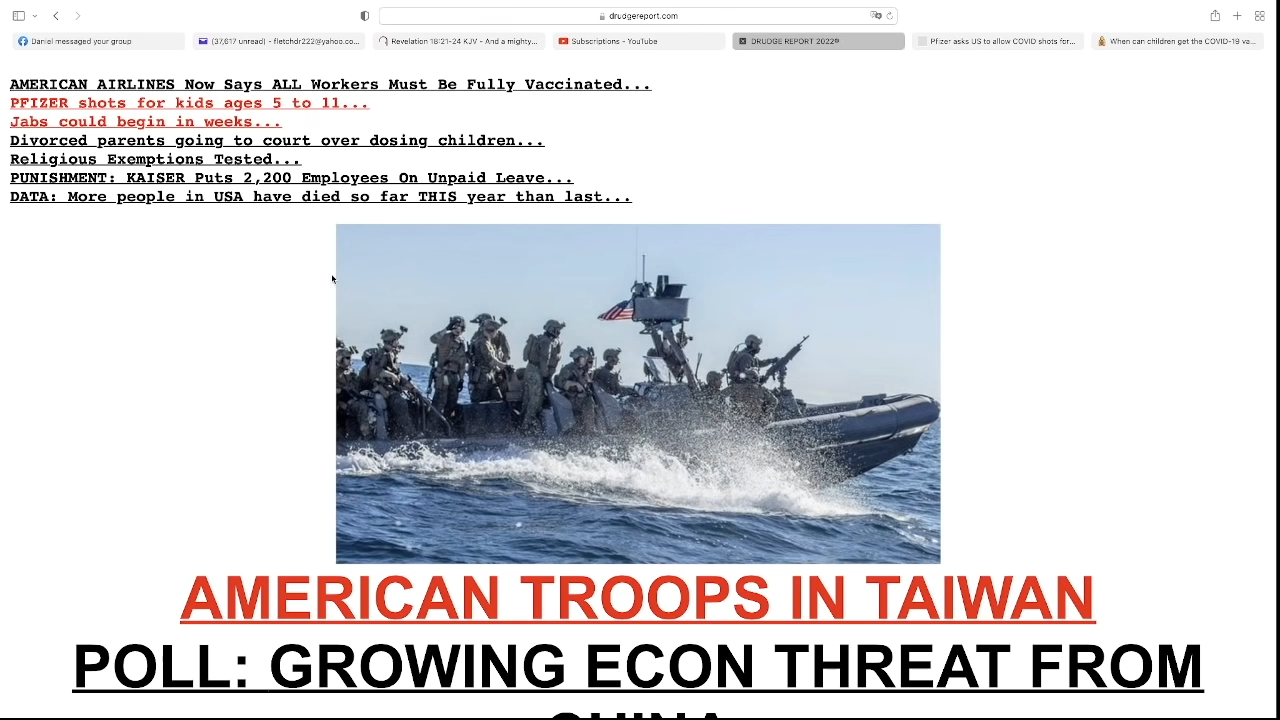 drudgereport.com
Daniel messaged your group
(37,617 unread) - fletchdr222@yahoo.co...
Revelation 18:21-24 KJV - And a mighty...
Subscriptions - YouTube
DRUDGE REPORT 2022®
Pfizer asks US to allow COVID shots for...
When can children get the COVID-19 va...
AMERICAN AIRLINES Now Says ALL Workers Must Be Fully Vaccinated...
PFIZER shots for kids ages 5 to 11...
Jabs could begin in weeks...
Divorced parents going to court over dosing children...
Religious Exemptions Tested...
PUNISHMENT: KAISER Puts 2,200 Employees On Unpaid Leave...
DATA: More people in USA have died so far THIS year than last...
AMERICAN TROOPS IN TAIWAN
POLL: GROWING ECON THREAT FROM
CHINA